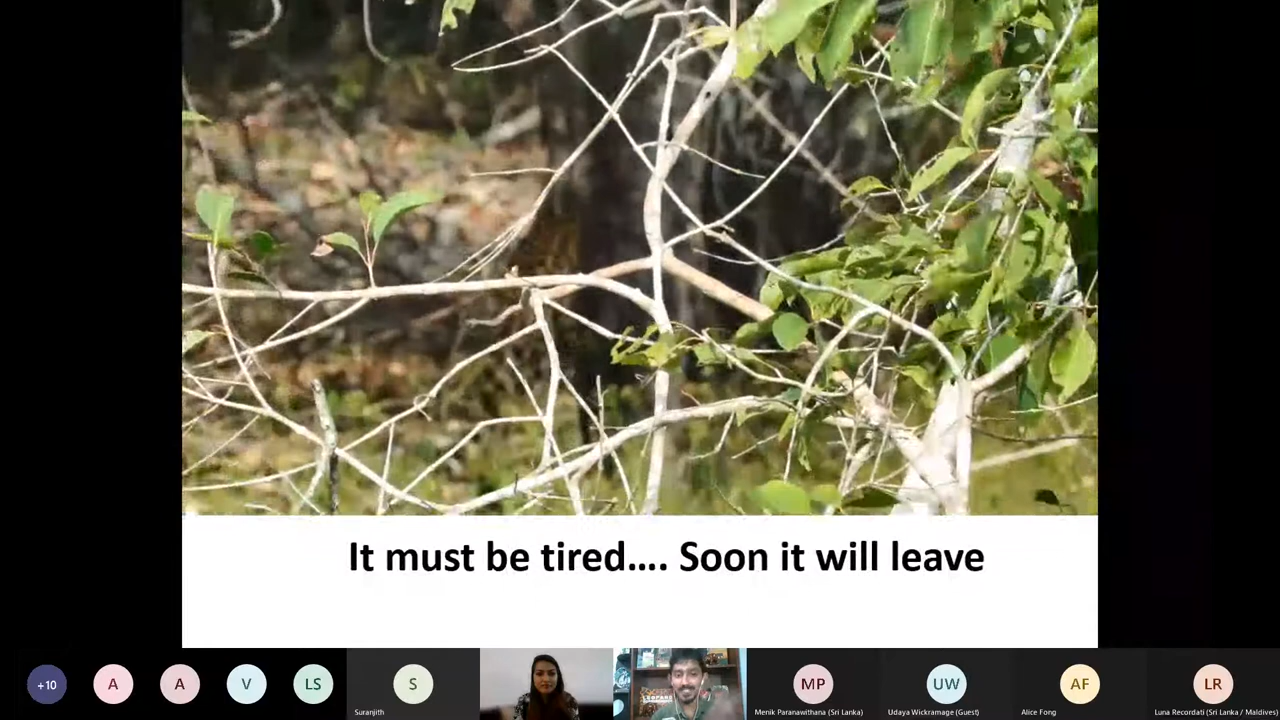 It must be tired.... Soon it will leave
+10
A
A
V
LS
S
Suranjith
LEOPARD
MP
Menik Paranawithana (Sri Lanka)
UW
Udaya Wickramage (Guest)
AF
Alice Fong
LR
Luna Recordati (Sri Lanka / Maldives)